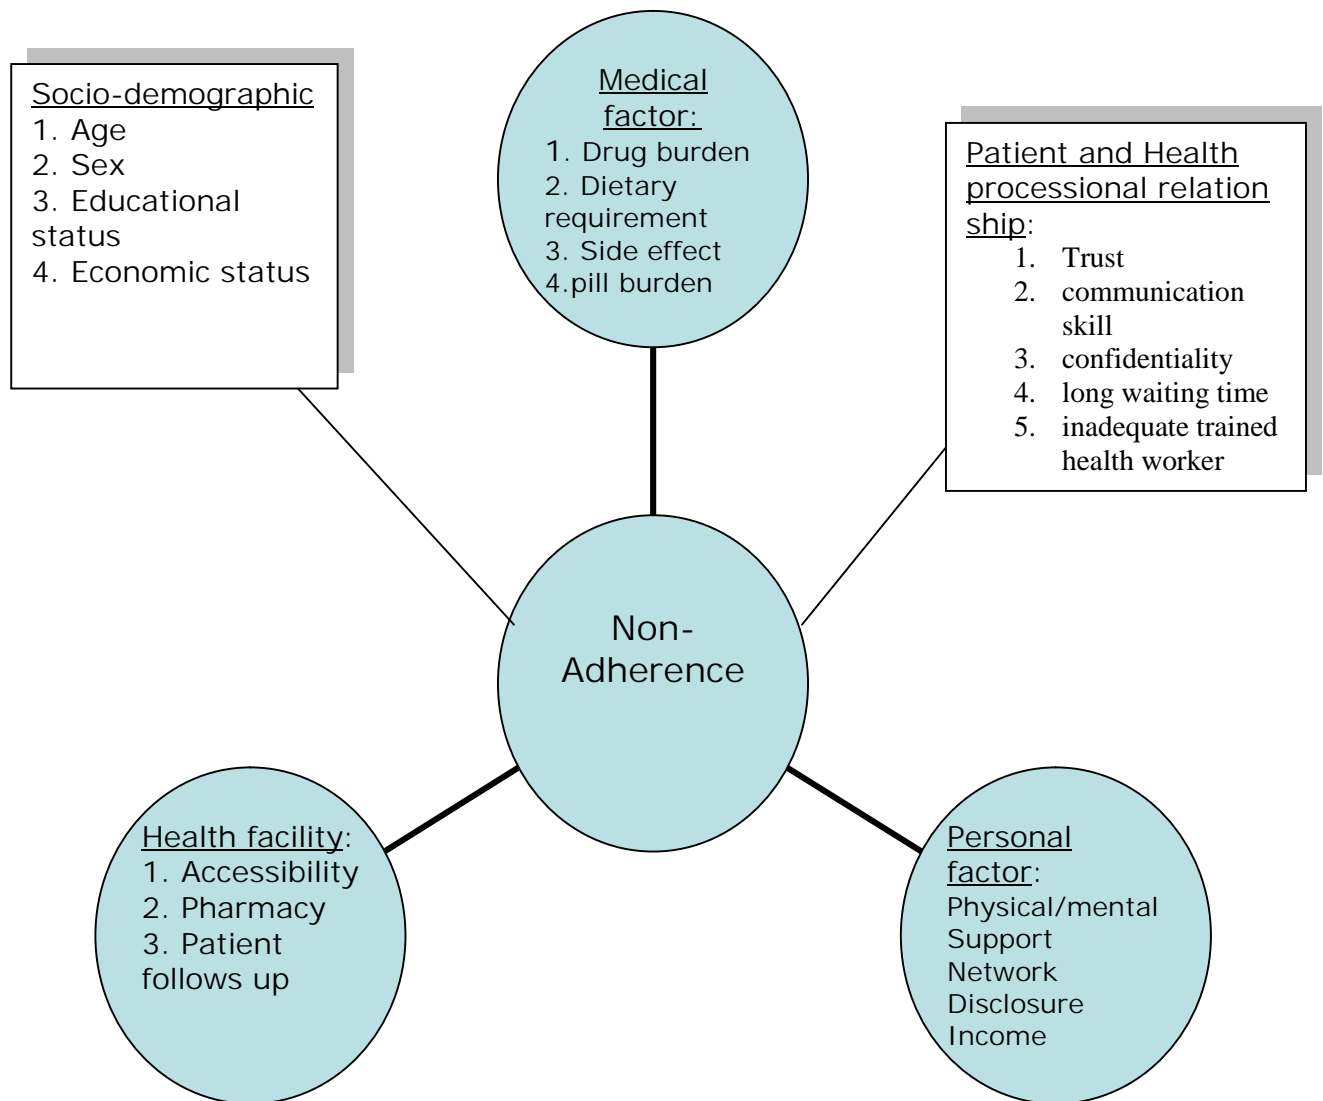 Socio-demographic
1. Age
2. Sex
3. Educational
status
4. Economic status
Medical
factor:
1. Drug burden
2. Dietary
requirement
3. Side effect
4.pill burden
Patient and Health
processional relation
ship:
1. Trust
2. communication
skill
3. confidentiality
4. long waiting time
5. inadequate trained
health worker
Non-
Adherence
Health facility:
1. Accessibility
2. Pharmacy
3. Patient
follows up
Personal
factor:
Physical/mental
Support
Network
Disclosure
Income